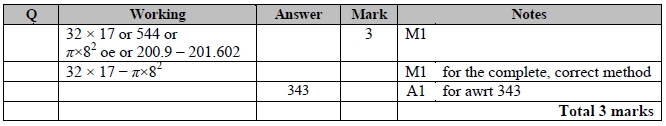 Q Working Answer Mark Notes
32 × 17 or 544 or 3 M1
π×8² oe or 200.9 – 201.602
32 × 17 – π×8² M1 for the complete, correct method
343 A1 for awrt 343
Total 3 marks